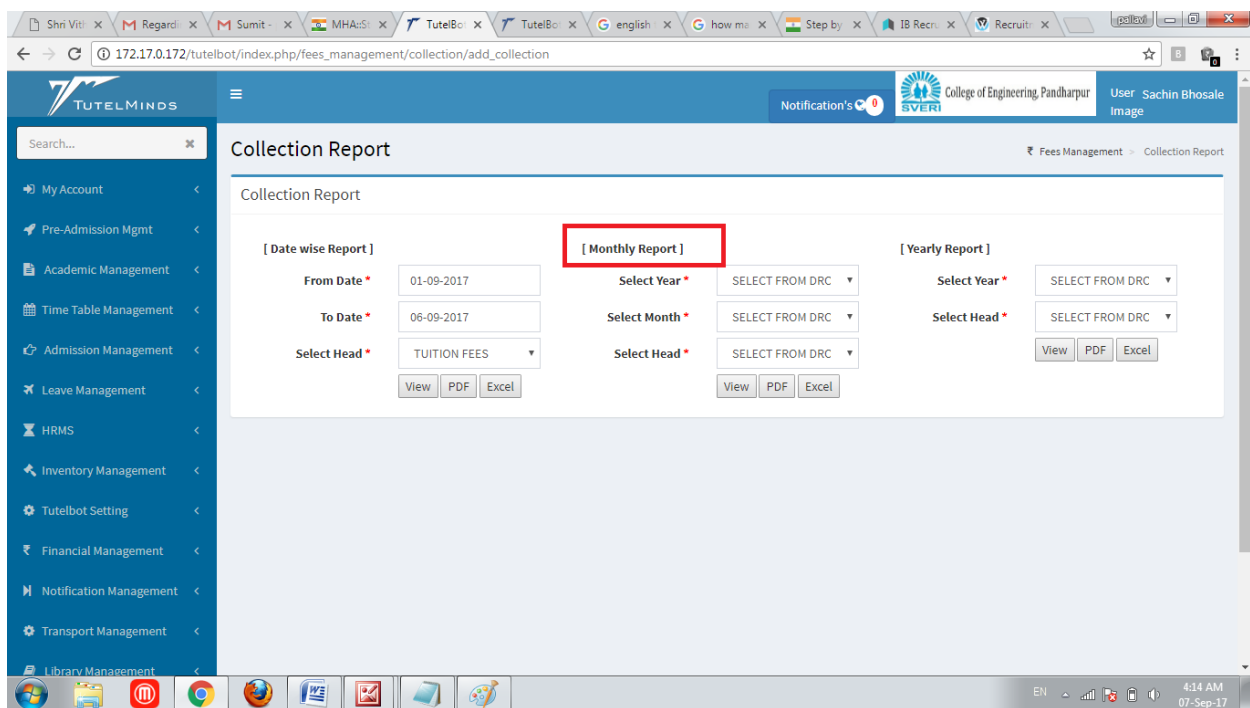 Shri Vith
Regardi
Sumit -
MHA::St
TutelBot
TutelBot
english
how ma
Step by
IB Recru
Recruitr
pallavi
172.17.0.172/tutelbot/index.php/fees_management/collection/add_collection
TUTELMINDS
Notification's 0
SVERI
College of Engineering, Pandharpur
User Sachin Bhosale
Image
Search...
Collection Report
₹ Fees Management > Collection Report
My Account
Pre-Admission Mgmt
Academic Management
Time Table Management
Admission Management
Leave Management
HRMS
Inventory Management
Tutelbot Setting
₹ Financial Management
Notification Management
Transport Management
Library Management
Collection Report
[ Date wise Report ]
From Date * 01-09-2017
To Date * 06-09-2017
Select Head * TUITION FEES
View PDF Excel
[ Monthly Report ]
Select Year * SELECT FROM DRC
Select Month * SELECT FROM DRC
Select Head * SELECT FROM DRC
View PDF Excel
[ Yearly Report ]
Select Year * SELECT FROM DRC
Select Head * SELECT FROM DRC
View PDF Excel
EN
4:14 AM
07-Sep-17